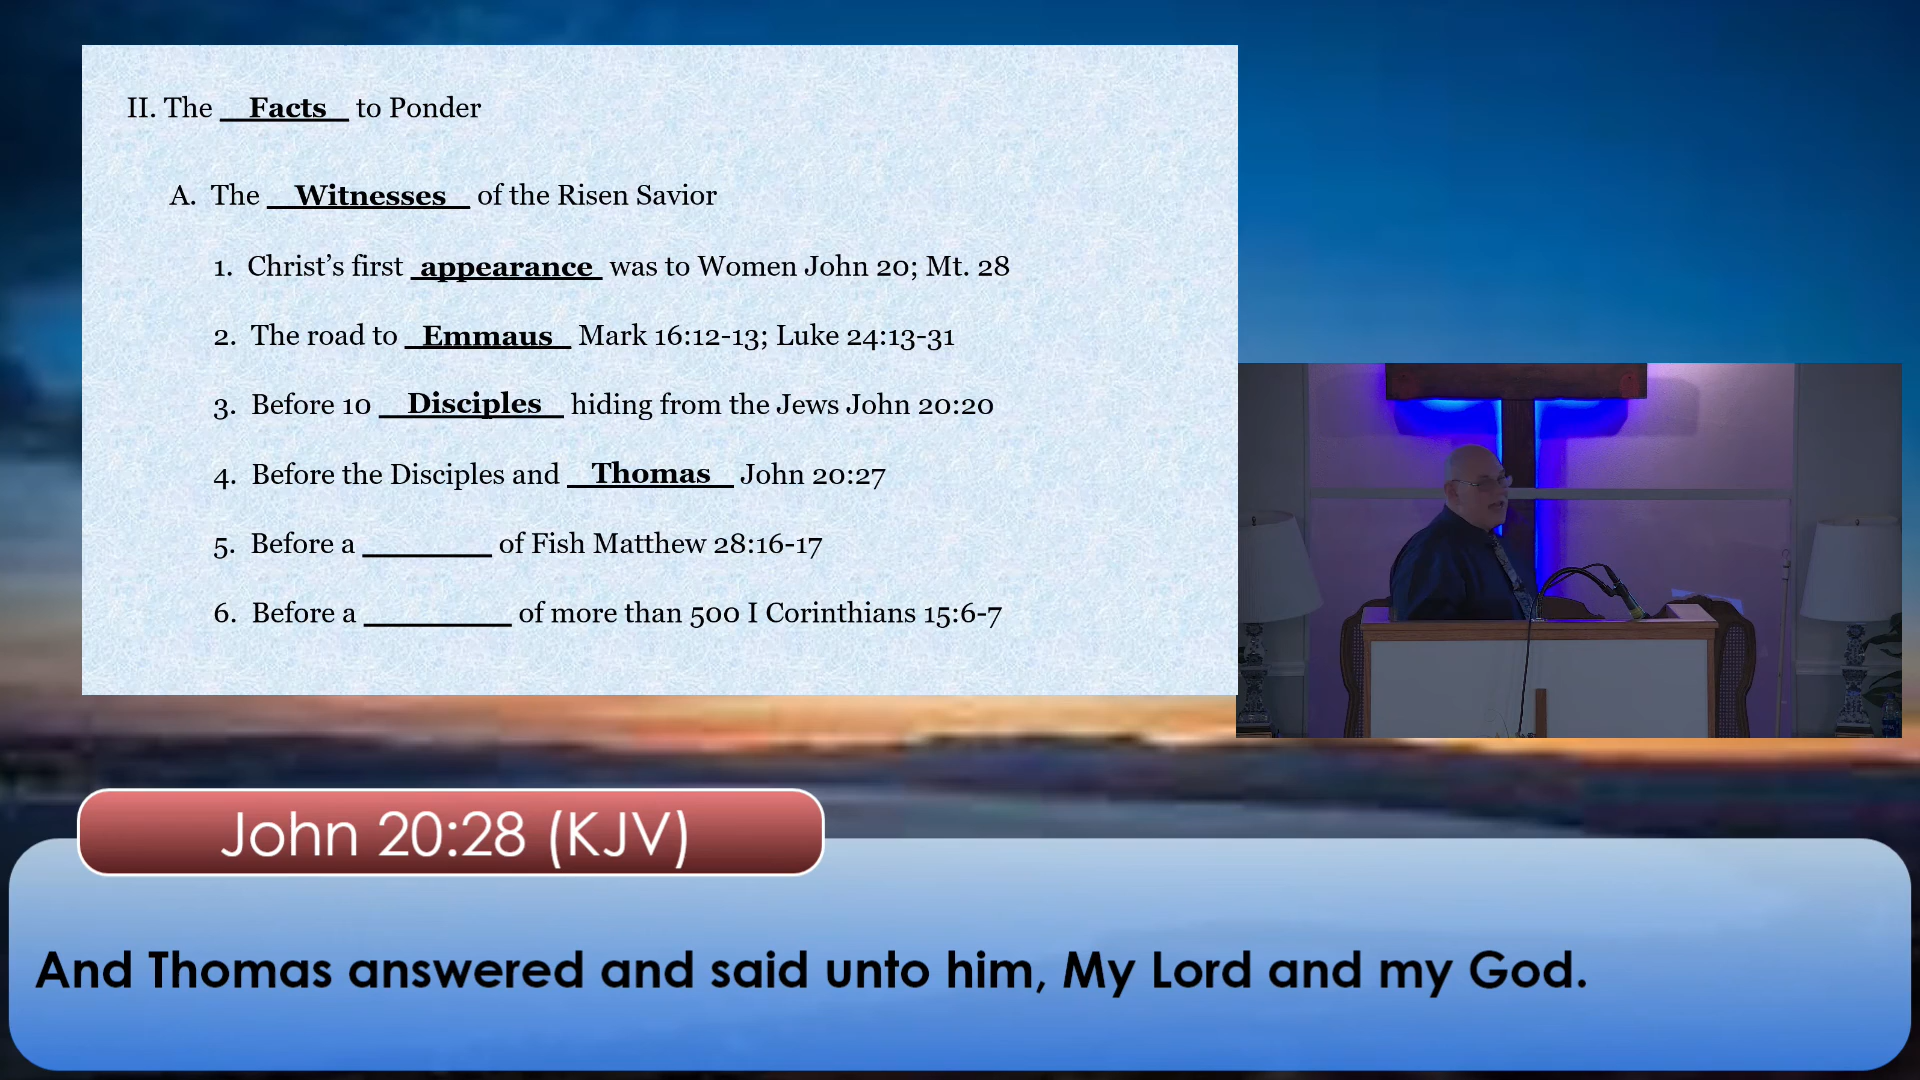 II. The Facts to Ponder
A. The Witnesses of the Risen Savior
1. Christ’s first appearance was to Women John 20; Mt. 28
2. The road to Emmaus Mark 16:12-13; Luke 24:13-31
3. Before 10 Disciples hiding from the Jews John 20:20
4. Before the Disciples and Thomas John 20:27
5. Before a ________ of Fish Matthew 28:16-17
6. Before a _________ of more than 500 I Corinthians 15:6-7
John 20:28 (KJV)
And Thomas answered and said unto him, My Lord and my God.